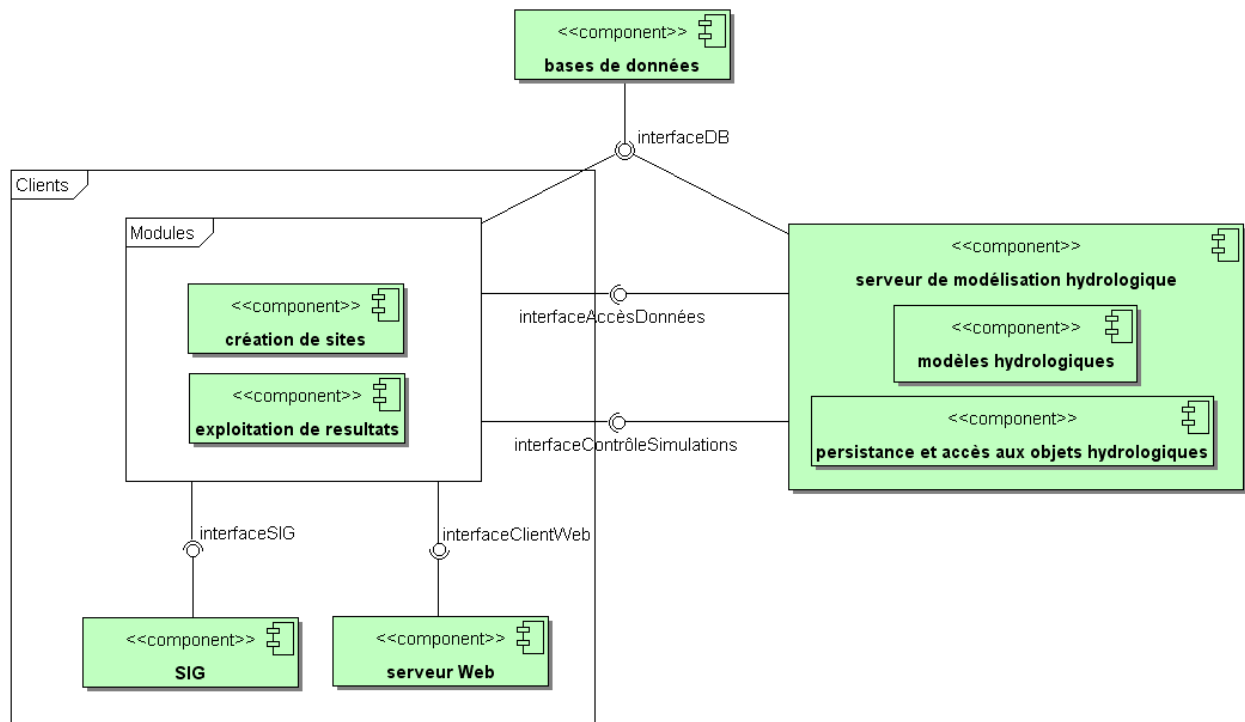 <<component>>
bases de données
interfaceDB
Clients
Modules
<<component>>
création de sites
<<component>>
exploitation de resultats
interfaceAccèsDonnées
interfaceContrôleSimulations
<<component>>
serveur de modélisation hydrologique
<<component>>
modèles hydrologiques
<<component>>
persistance et accès aux objets hydrologiques
interfaceSIG
interfaceClientWeb
<<component>>
SIG
<<component>>
serveur Web